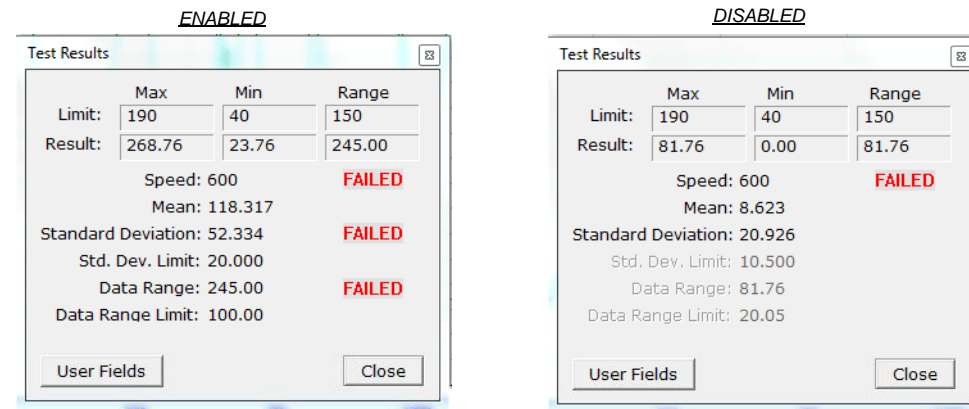 ENABLED
Test Results
Max Min Range
Limit: 190 40 150
Result: 268.76 23.76 245.00
Speed: 600 FAILED
Mean: 118.317
Standard Deviation: 52.334 FAILED
Std. Dev. Limit: 20.000
Data Range: 245.00 FAILED
Data Range Limit: 100.00
User Fields Close
DISABLED
Test Results
Max Min Range
Limit: 190 40 150
Result: 81.76 0.00 81.76
Speed: 600 FAILED
Mean: 8.623
Standard Deviation: 20.926
Std. Dev. Limit: 10.500
Data Range: 81.76
Data Range Limit: 20.05
User Fields Close